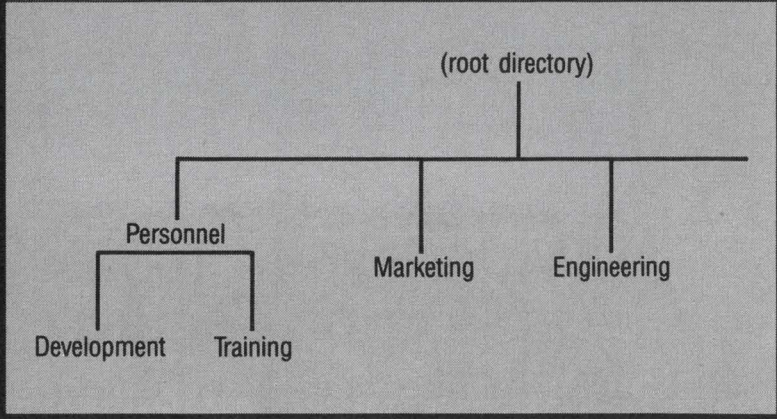 (root directory)
Personnel
Marketing
Engineering
Development
Training